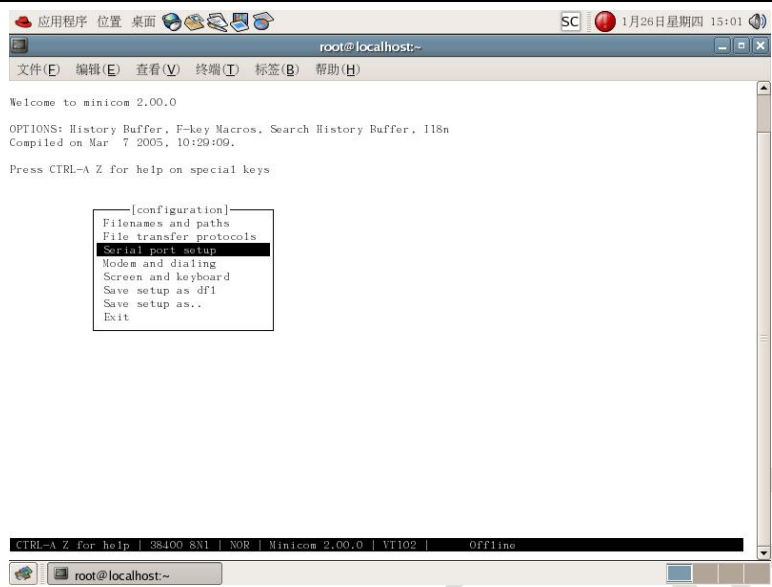 应用程序 位置 桌面 SC 1月26日星期四 15:01
root@localhost:~
文件(F) 编辑(E) 查看(V) 终端(T) 标签(B) 帮助(H)
Welcome to minicom 2.00.0
OPTIONS: History Buffer, F-key Macros, Search History Buffer, I18n
Compiled on Mar 7 2005, 10:29:09.
Press CTRL-A Z for help on special keys
[configuration]
Filenames and paths
File transfer protocols
Serial port setup
Modem and dialing
Screen and keyboard
Save setup as dfl
Save setup as..
Exit
CTRL-A Z for help | 38400 8N1 | NOR | Minicom 2.00.0 | VT102 | Offline
root@localhost:~